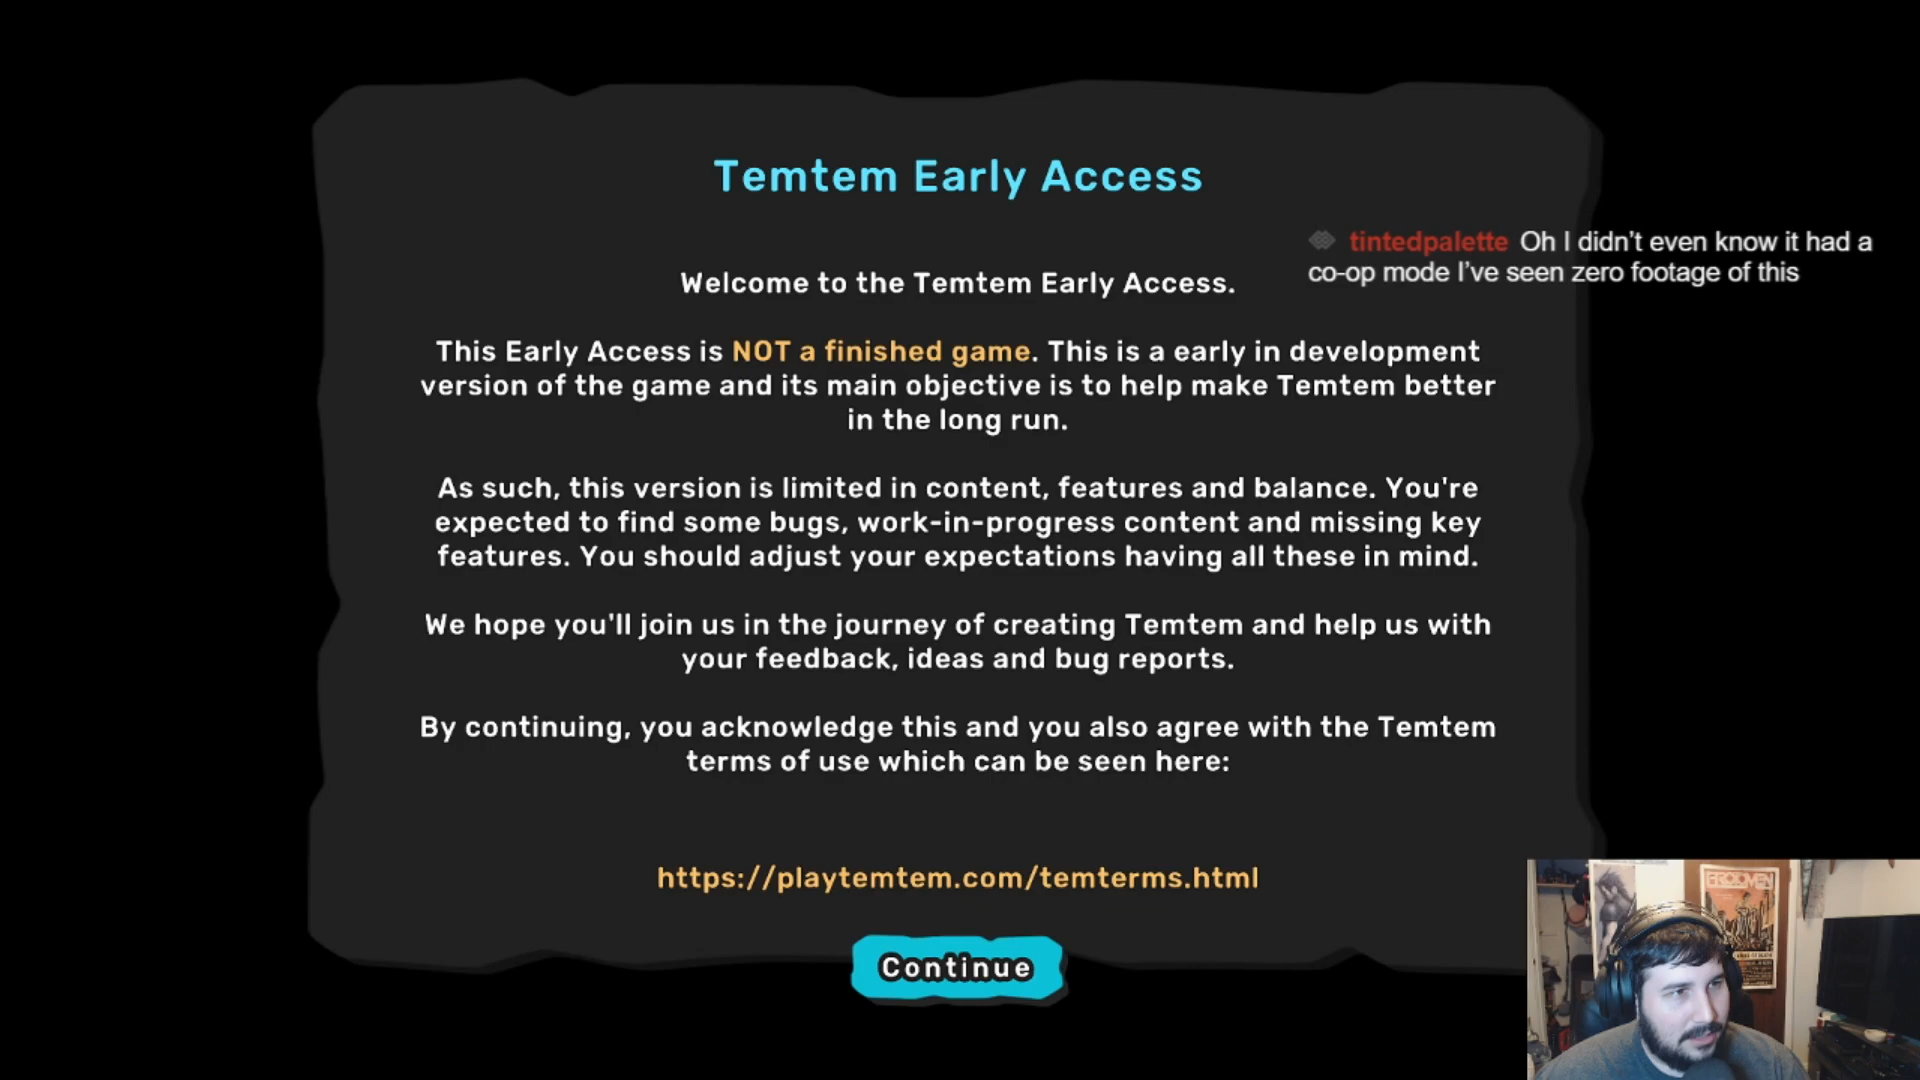 Temtem Early Access
Welcome to the Temtem Early Access.
tintedpalette Oh I didn't even know it had a
co-op mode I've seen zero footage of this
This Early Access is NOT a finished game. This is a early in development
version of the game and its main objective is to help make Temtem better
in the long run.
As such, this version is limited in content, features and balance. You're
expected to find some bugs, work-in-progress content and missing key
features. You should adjust your expectations having all these in mind.
We hope you'll join us in the journey of creating Temtem and help us with
your feedback, ideas and bug reports.
By continuing, you acknowledge this and you also agree with the Temtem
terms of use which can be seen here:
https://playtemtem.com/temterms.html
Continue